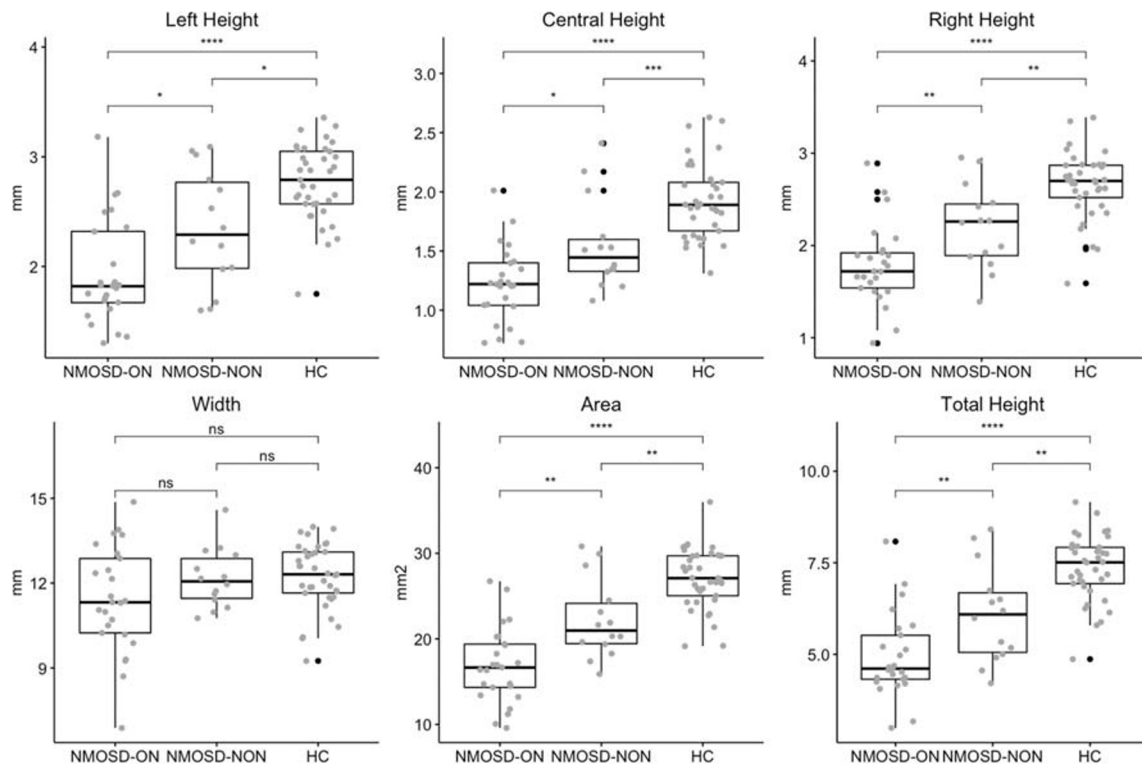 Left Height
****
*
*
4
3
2
mm
NMOSD-ON NMOSD-NON HC
Central Height
****
***
*
3.0
2.5
2.0
1.5
1.0
mm
NMOSD-ON NMOSD-NON HC
Right Height
****
**
**
4
3
2
1
mm
NMOSD-ON NMOSD-NON HC
Width
ns
ns
ns
15
12
9
mm
NMOSD-ON NMOSD-NON HC
Area
****
**
**
40
30
20
10
mm2
NMOSD-ON NMOSD-NON HC
Total Height
****
**
**
10.0
7.5
5.0
mm
NMOSD-ON NMOSD-NON HC